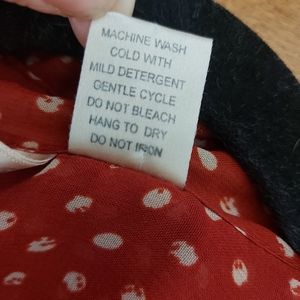 MACHINE WASH
COLD WITH
MILD DETERGENT
GENTLE CYCLE
DO NOT BLEACH
HANG TO DRY
DO NOT IRON